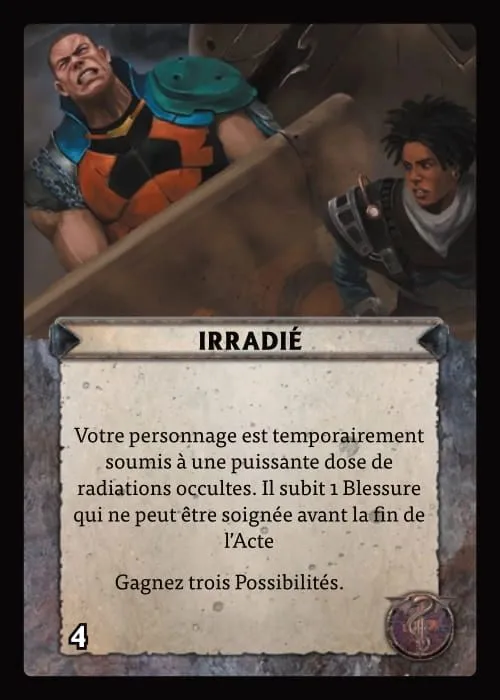 IRRADIÉ
Votre personnage est temporairement
soumis à une puissante dose de
radiations occultes. Il subit 1 Blessure
qui ne peut être soignée avant la fin de
l'Acte
Gagnez trois Possibilités.
4